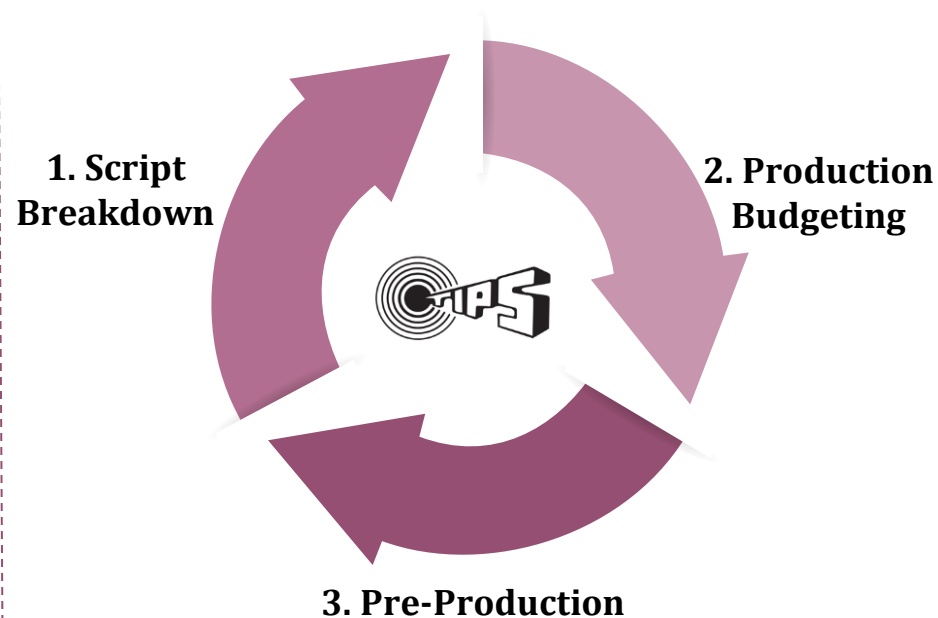 1. Script
Breakdown
2. Production
Budgeting
TIPS
3. Pre-Production